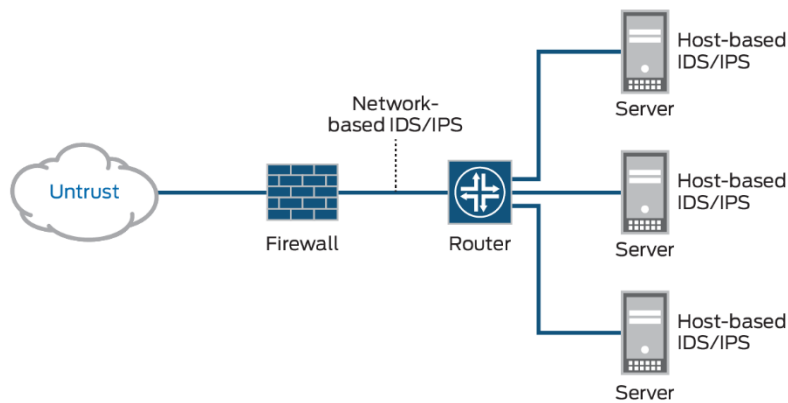 Host-based
IDS/IPS
Server
Network-
based IDS/IPS
Untrust
Firewall
Router
Host-based
IDS/IPS
Server
Host-based
IDS/IPS
Server